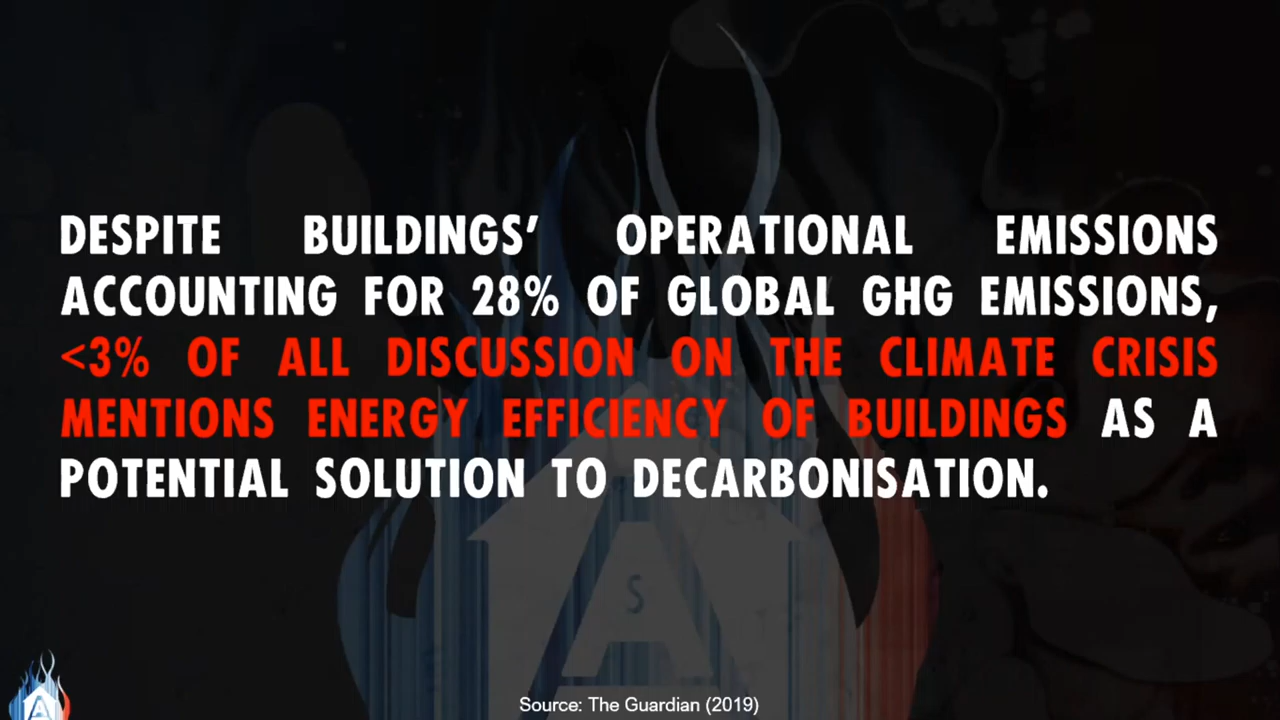 DESPITE BUILDINGS' OPERATIONAL EMISSIONS
ACCOUNTING FOR 28% OF GLOBAL GHG EMISSIONS,
<3% OF ALL DISCUSSION ON THE CLIMATE CRISIS
MENTIONS ENERGY EFFICIENCY OF BUILDINGS AS A
POTENTIAL SOLUTION TO DECARBONISATION.
A
S
A
Source: The Guardian (2019)